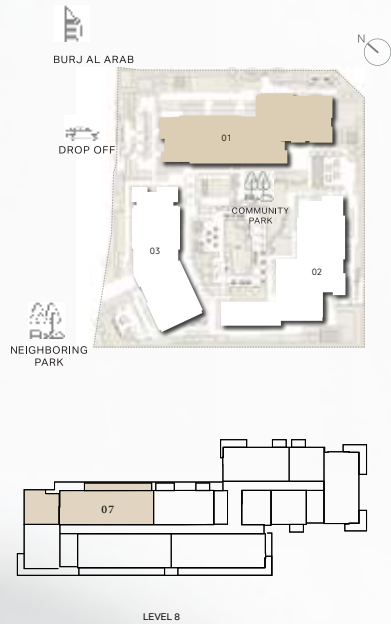 N
BURJ AL ARAB
DROP OFF
01
COMMUNITY
PARK
03
02
NEIGHBORING
PARK
07
LEVEL 8